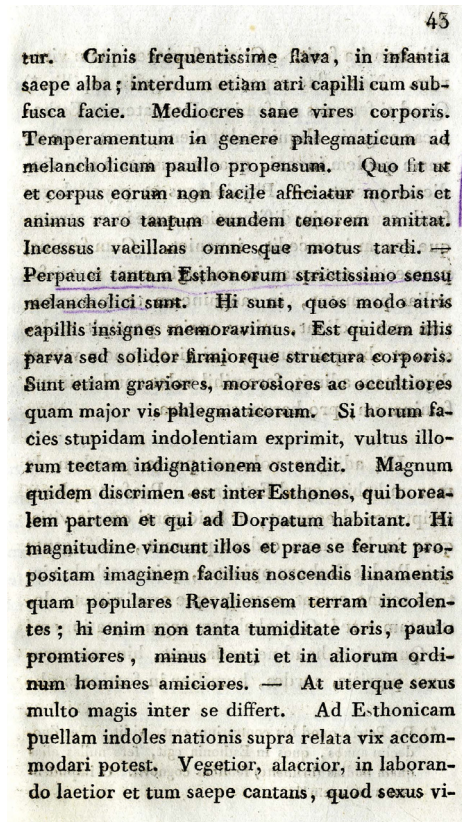 43
tur. Crinis frequentissime flava, in infantia
saepe alba; interdum etiam atri capilli cum sub-
fusca facie. Mediocres sane vires corporis.
Temperamentum in genere phlegmaticum ad
melancholicum paullo propensum. Quo fit ut
et corpus eorum non facile afficiatur morbis et
animus raro tantum eundem tenorem amittat.
Incessus vacillans omnesque motus tardi. —
Perpauci tantum Esthonorum strictissimo sensu
melancholici sunt. Hi sunt, quos modo atris
capillis insignes memoravimus. Est quidem illis
parva sed solidor firmiorque structura corporis.
Sunt etiam graviores, morosiores ac occultiores
quam major vis phlegmaticorum. Si horum fa-
cies stupidam indolentiam exprimit, vultus illo-
rum tectam indignationem ostendit. Magnum
quidem discrimen est inter Esthonos, qui borea-
lem partem et qui ad Dorpatum habitant. Hi
magnitudine vincunt illos et prae se ferunt pro-
positam imaginem facilius noscendis linamentis
quam populares Revaliensem terram incolen-
tes; hi enim non tanta tumiditate oris, paulo
promtiores, minus lenti et in aliorum ordi-
num homines amiciores. — At uterque sexus
multo magis inter se differt. Ad Esthonicam
puellam indoles nationis supra relata vix accom-
modari potest. Vegetior, alacrior, in laboran-
do laetior et tum saepe cantans, quod sexus vi-